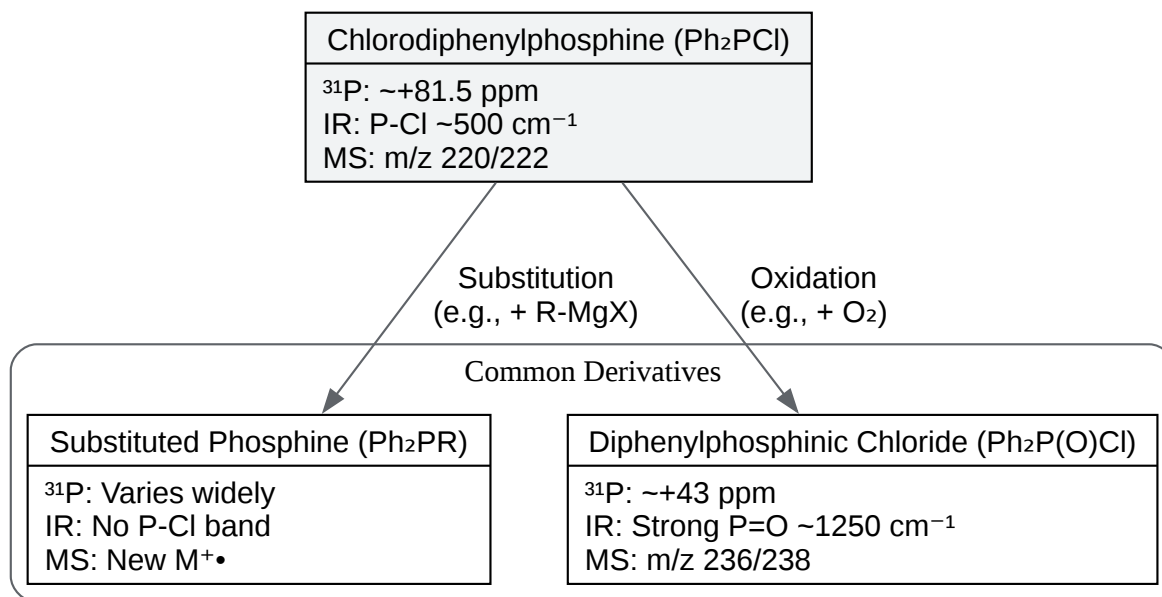 Chlorodiphenylphosphine (Ph₂PCl)
³¹P: ~+81.5 ppm
IR: P-Cl ~500 cm⁻¹
MS: m/z 220/222
Substitution
(e.g., + R-MgX)
Oxidation
(e.g., + O₂)
Common Derivatives
Substituted Phosphine (Ph₂PR)
³¹P: Varies widely
IR: No P-Cl band
MS: New M⁺•
Diphenylphosphinic Chloride (Ph₂P(O)Cl)
³¹P: ~+43 ppm
IR: Strong P=O ~1250 cm⁻¹
MS: m/z 236/238